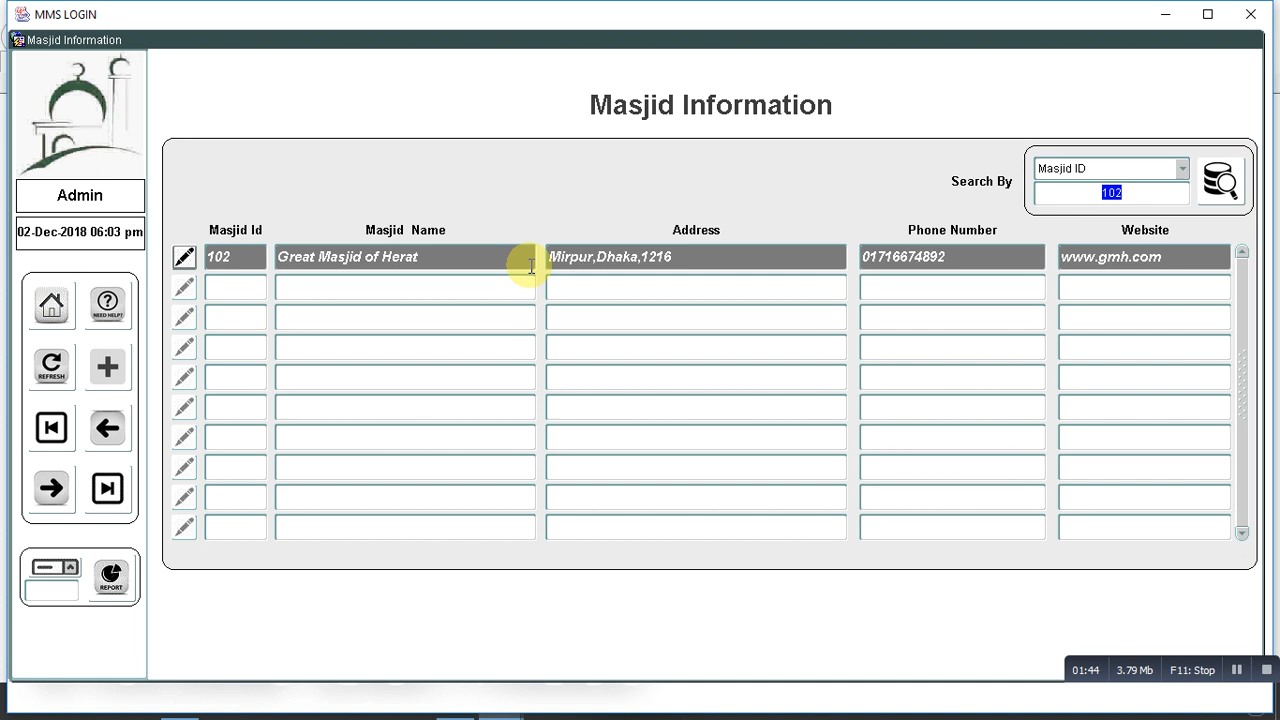 MMS LOGIN
Masjid Information
Masjid Information
Admin
02-Dec-2018 06:03 pm
NEED HELP?
REFRESH
REPORT
Search By
Masjid ID
102
Masjid Id Masjid Name Address Phone Number Website
102 Great Masjid of Herat Mirpur,Dhaka,1216 01716674892 www.gmh.com
01:44 3.79 Mb F11: Stop